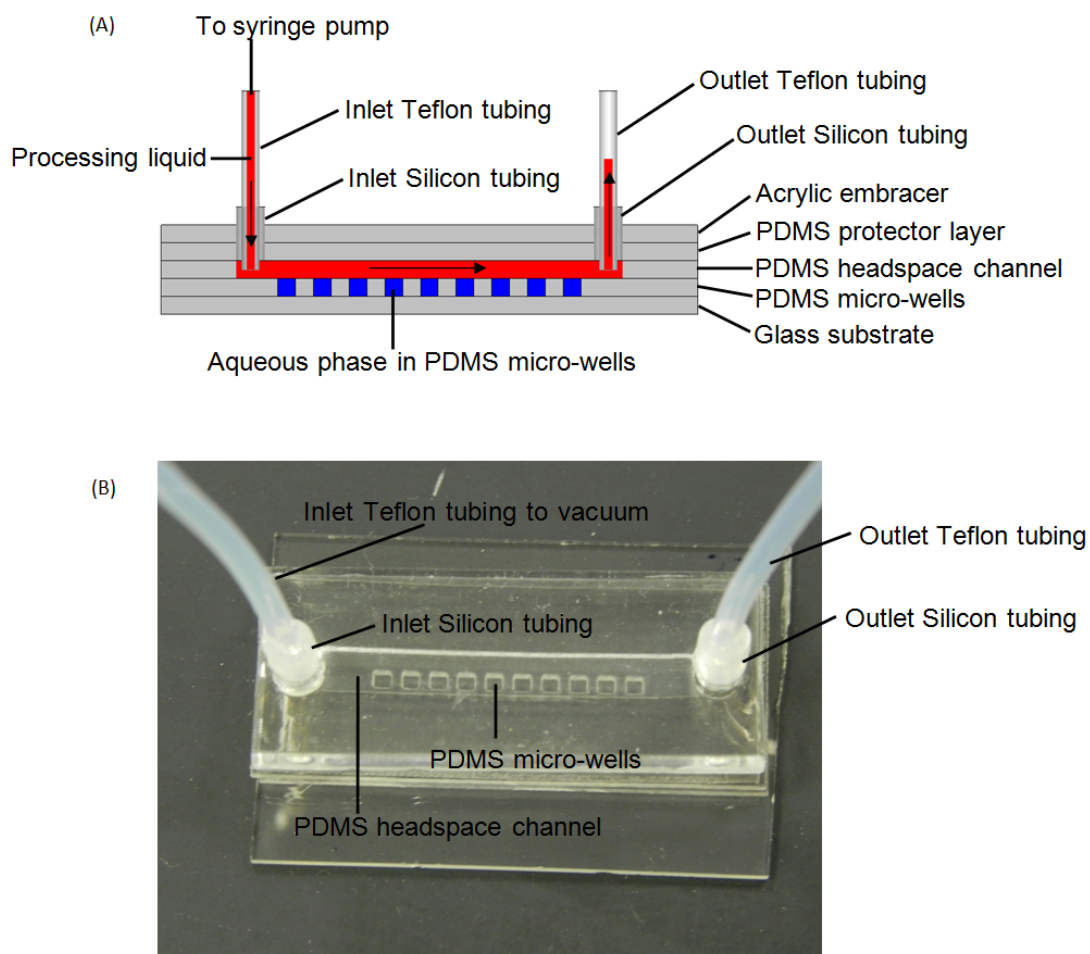 (A)
To syringe pump
Inlet Teflon tubing
Outlet Teflon tubing
Processing liquid
Inlet Silicon tubing
Outlet Silicon tubing
Acrylic embracer
PDMS protector layer
PDMS headspace channel
PDMS micro-wells
Glass substrate
Aqueous phase in PDMS micro-wells
(B)
Inlet Teflon tubing to vacuum
Outlet Teflon tubing
Inlet Silicon tubing
Outlet Silicon tubing
PDMS micro-wells
PDMS headspace channel